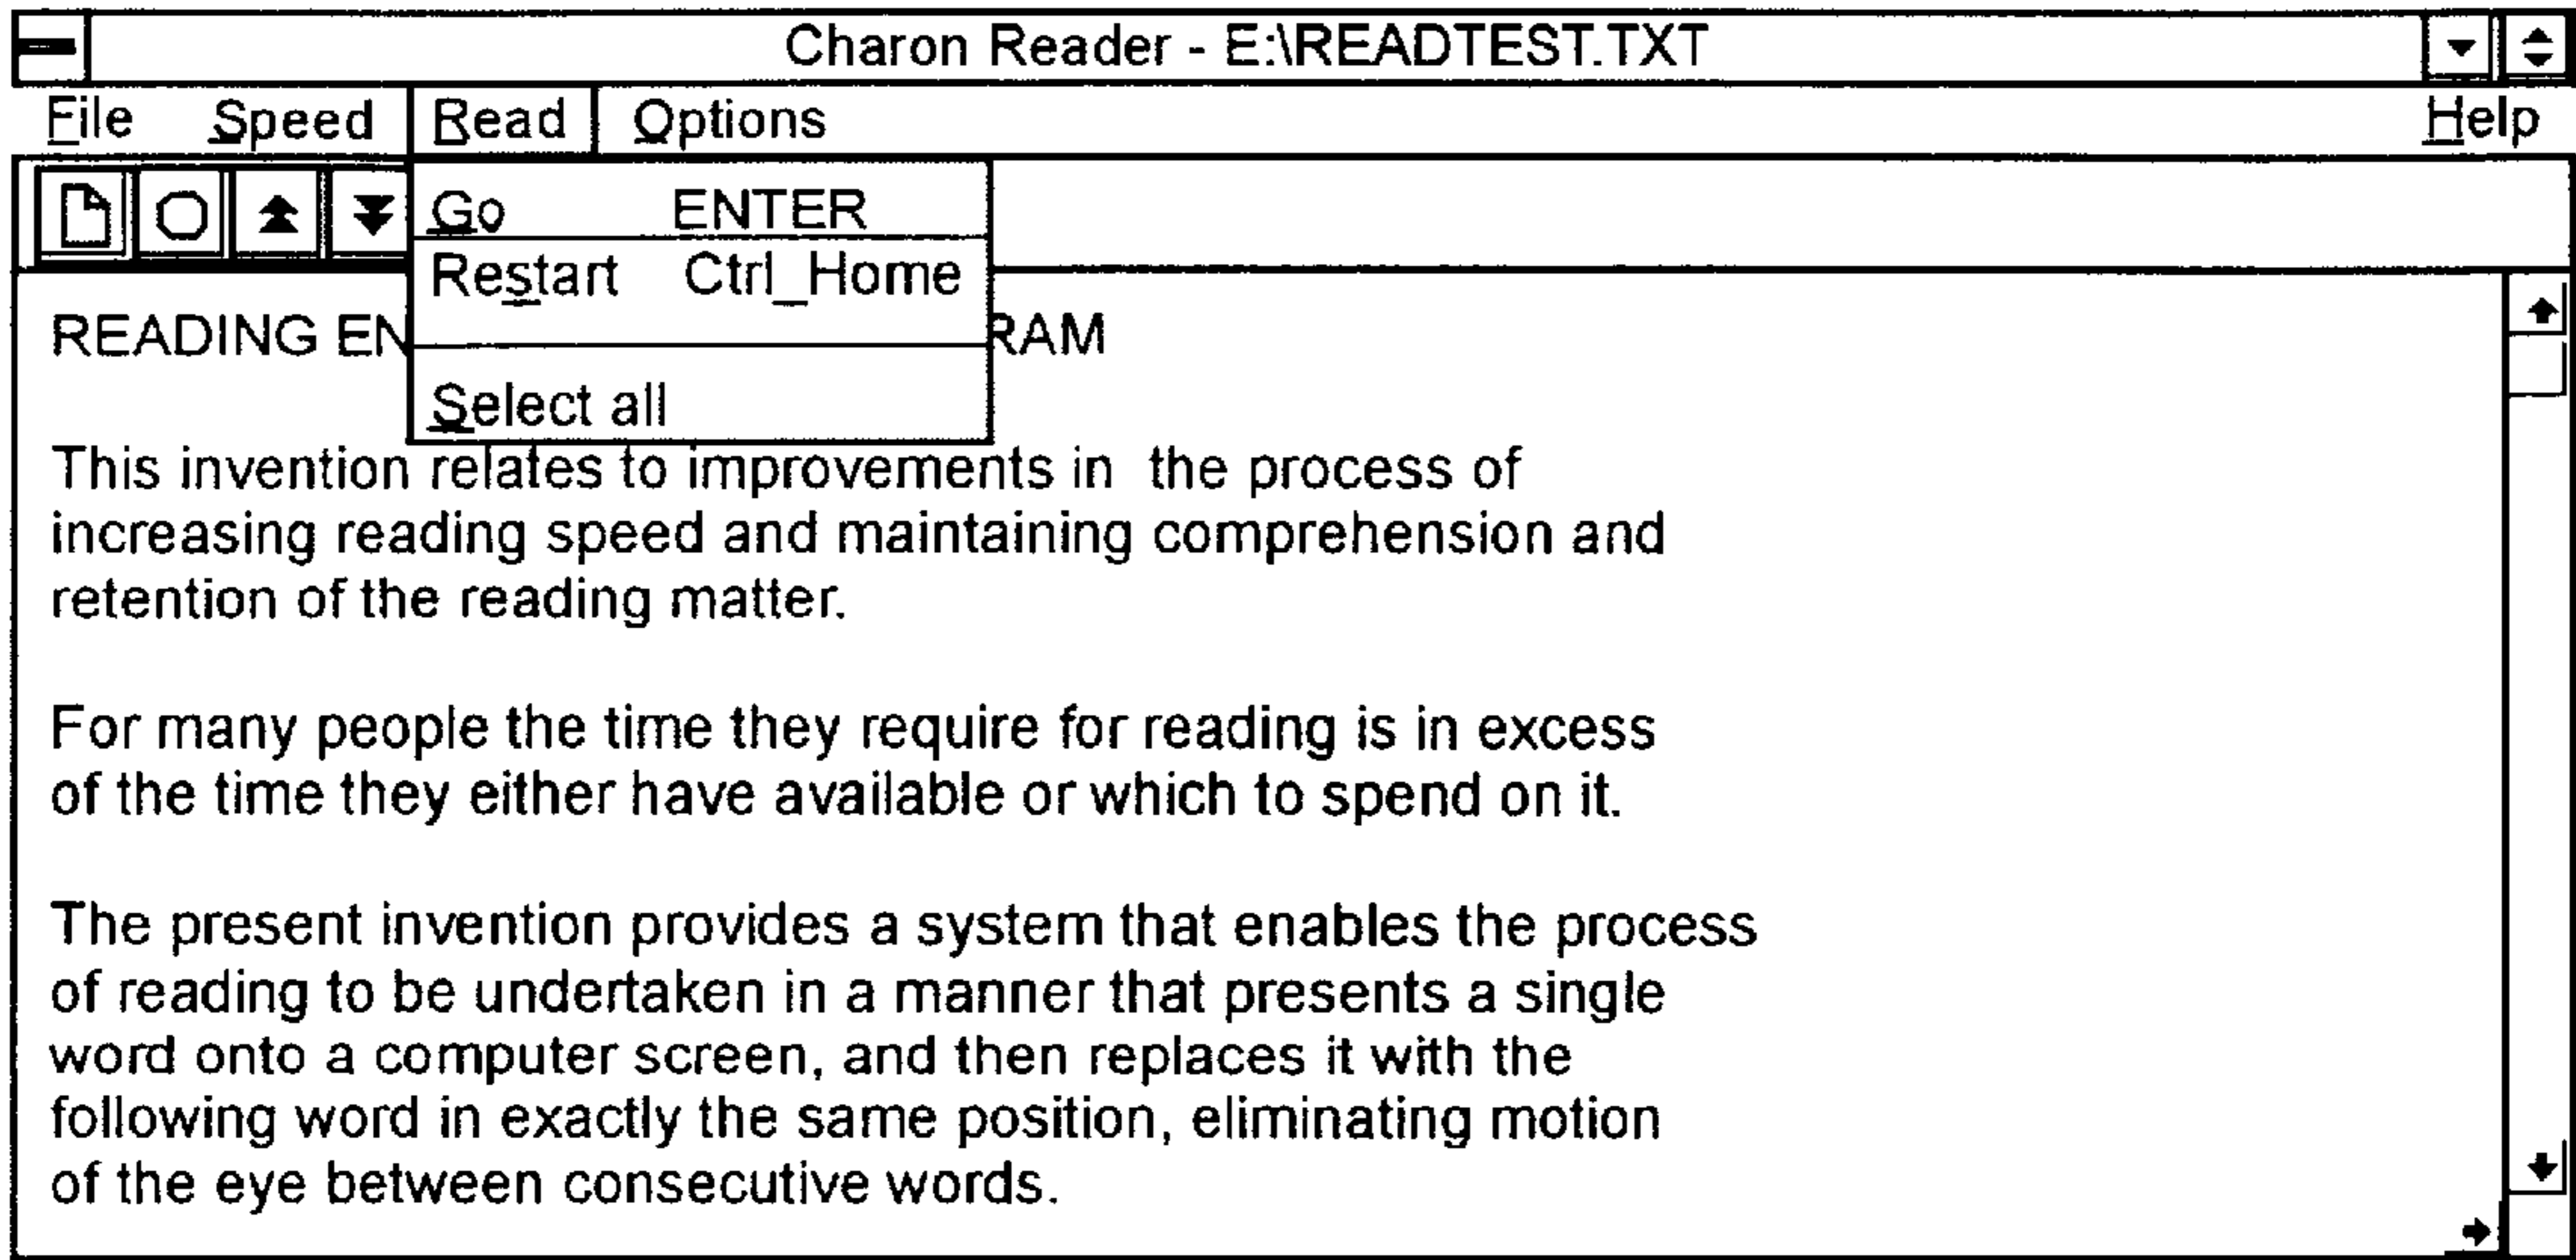 Charon Reader - E:\READTEST.TXT
File Speed Read Options Help
Go ENTER
Restart Ctrl_Home
Select all
READING EN RAM
This invention relates to improvements in the process of
increasing reading speed and maintaining comprehension and
retention of the reading matter.
For many people the time they require for reading is in excess
of the time they either have available or which to spend on it.
The present invention provides a system that enables the process
of reading to be undertaken in a manner that presents a single
word onto a computer screen, and then replaces it with the
following word in exactly the same position, eliminating motion
of the eye between consecutive words.